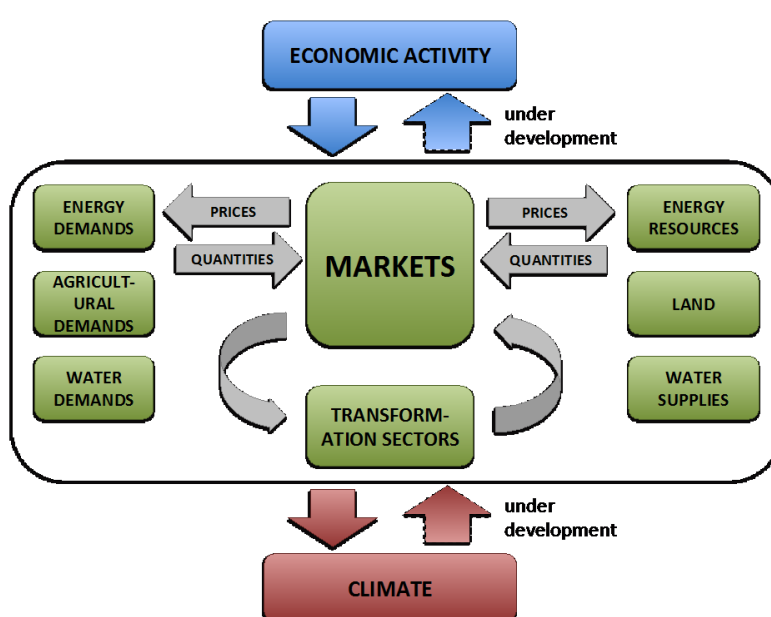 ECONOMIC ACTIVITY
under
development
ENERGY
DEMANDS
PRICES
QUANTITIES
MARKETS
PRICES
QUANTITIES
ENERGY
RESOURCES
AGRICULT-
URAL
DEMANDS
LAND
WATER
DEMANDS
TRANSFORM-
ATION SECTORS
WATER
SUPPLIES
under
development
CLIMATE